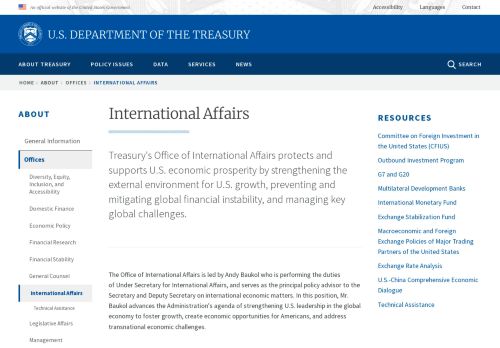 An official website of the United States Government
Accessibility
Languages
Contact
U.S. DEPARTMENT OF THE TREASURY
ABOUT TREASURY
POLICY ISSUES
DATA
SERVICES
NEWS
SEARCH
HOME › ABOUT › OFFICES › INTERNATIONAL AFFAIRS
ABOUT
General Information
Offices
Diversity, Equity,
Inclusion, and
Accessibility
Domestic Finance
Economic Policy
Financial Research
Financial Stability
General Counsel
International Affairs
Technical Assistance
Legislative Affairs
Management
International Affairs
Treasury's Office of International Affairs protects and
supports U.S. economic prosperity by strengthening the
external environment for U.S. growth, preventing and
mitigating global financial instability, and managing key
global challenges.
The Office of International Affairs is led by Andy Baukol who is performing the duties
of Under Secretary for International Affairs, and serves as the principal policy advisor to the
Secretary and Deputy Secretary on international economic matters. In this position, Mr.
Baukol advances the Administration's agenda of strengthening U.S. leadership in the global
economy to foster growth, create economic opportunities for Americans, and address
transnational economic challenges.
RESOURCES
Committee on Foreign Investment in
the United States (CFIUS)
Outbound Investment Program
G7 and G20
Multilateral Development Banks
International Monetary Fund
Exchange Stabilization Fund
Macroeconomic and Foreign
Exchange Policies of Major Trading
Partners of the United States
Exchange Rate Analysis
U.S.-China Comprehensive Economic
Dialogue
Technical Assistance